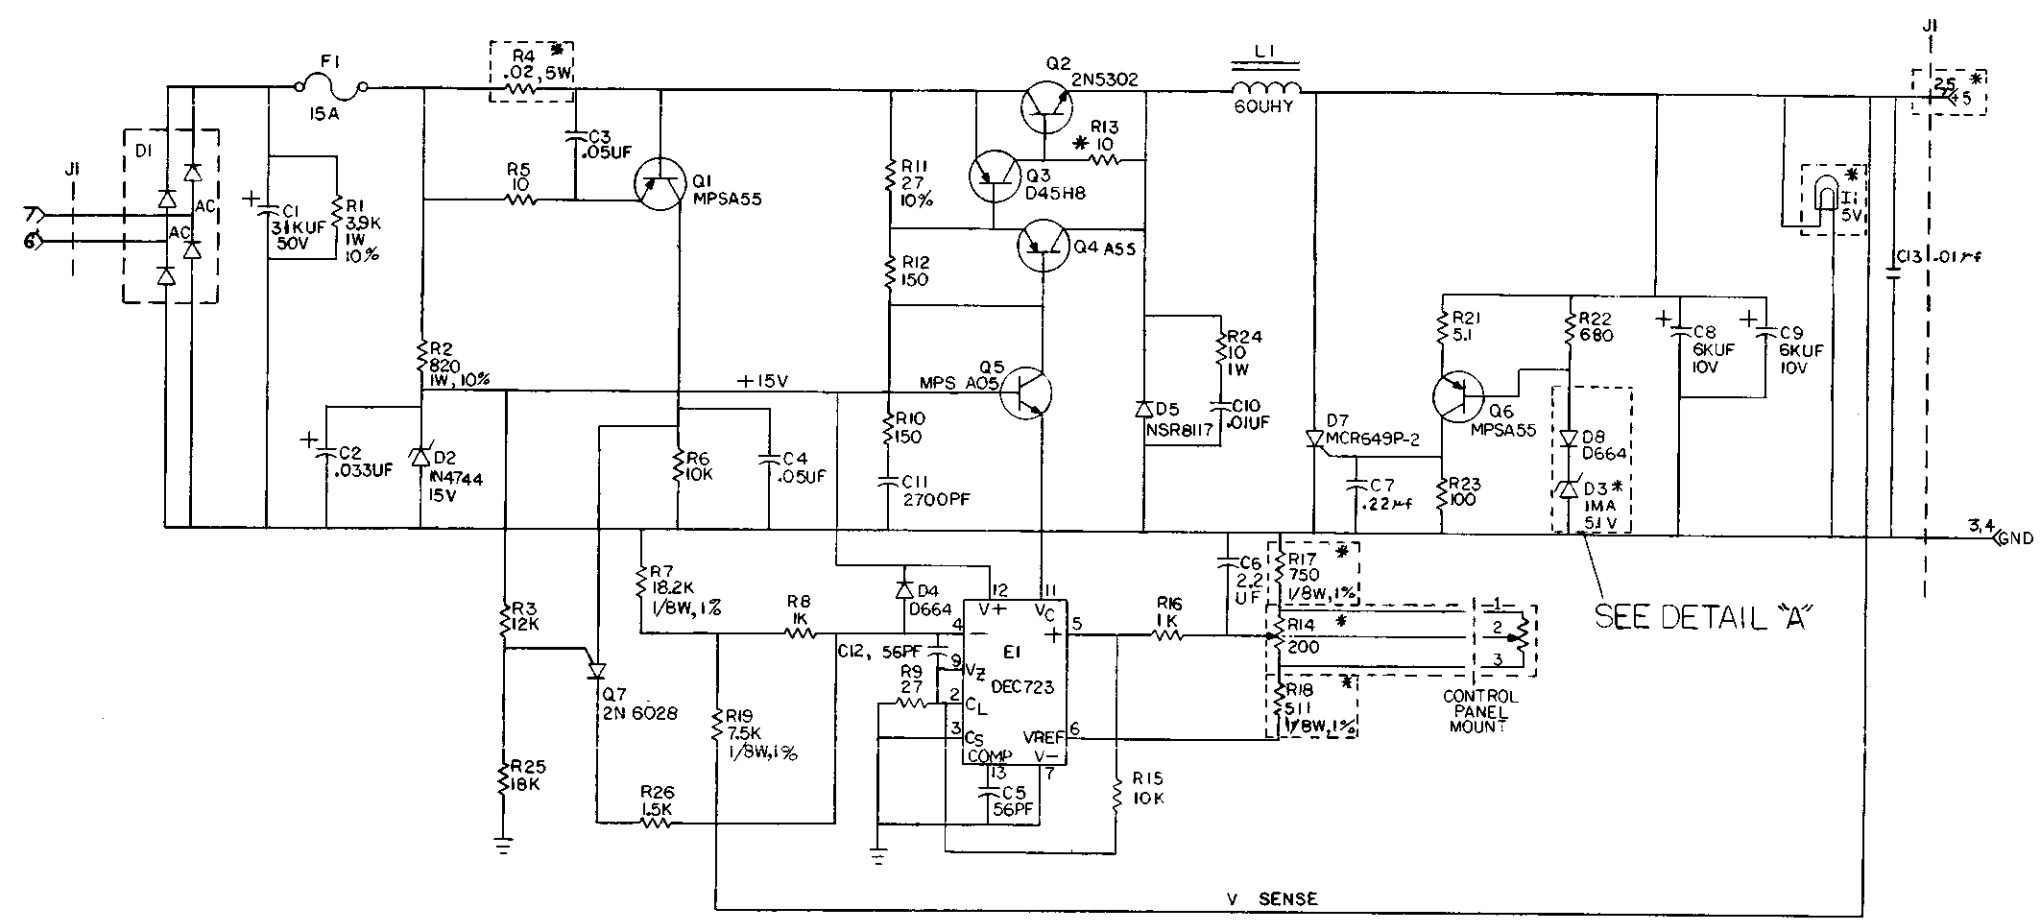 J1
7
6
D1
AC
AC
F1
15A
+
C1
31KUF
50V
R1
3.9K
1W
10%
R4 *
.02, 5W
C3
.05UF
R5
10
Q1
MPSA55
R2
820
1W, 10%
+15V
+
C2
.033UF
D2
1N4744
15V
R6
10K
C4
.05UF
R11
27
10%
R12
150
R10
150
C11
2700PF
Q2
2N5302
* R13
10
Q3
D45H8
Q4 A55
Q5
MPS A05
D5
NSR8117
R24
10
1W
C10
.01UF
L1
60UHY
D7
MCR649P-2
C7
.22µf
R21
5.1
Q6
MPSA55
R23
100
R22
680
D8
D664
D3 *
1MA
5.1V
+
C8
6KUF
10V
+
C9
6KUF
10V
I1
*
5V
C13 .01µf
J1
2,5 *
+5
3,4
GND
SEE DETAIL "A"
R3
12K
R25
18K
Q7
2N 6028
R26
1.5K
R7
18.2K
1/8W, 1%
R19
7.5K
1/8W, 1%
R8
1K
D4
D664
C12, 56PF
R9
27
12
V+
11
VC
4
−
5
+
E1
DEC723
9
VZ
2
CL
3
CS
VREF
6
COMP
V−
13
7
C5
56PF
R15
10K
R16
1K
C6
2.2
UF
R17 *
750
1/8W, 1%
R14 *
200
R18 *
511
1/8W, 1%
1
2
3
CONTROL
PANEL
MOUNT
V SENSE